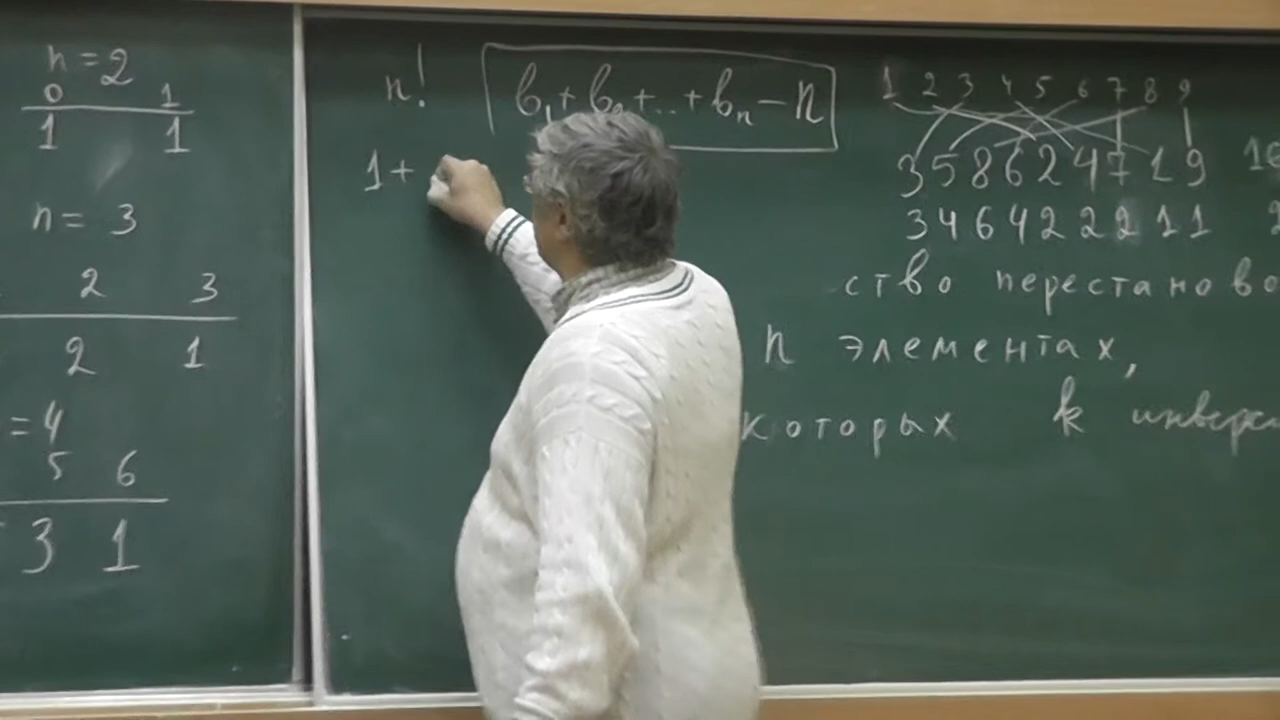 n=2
0 1
1 1
n= 3
2 3
2 1
=4
5 6
3 1
n!
b₁+b₂+..+bₙ-n
1+
1 2 3 4 5 6 7 8 9
3 5 8 6 2 4 7 1 9
3 4 6 4 2 2 2 1 1
ство перестаново
n элементах,
которых k инверс